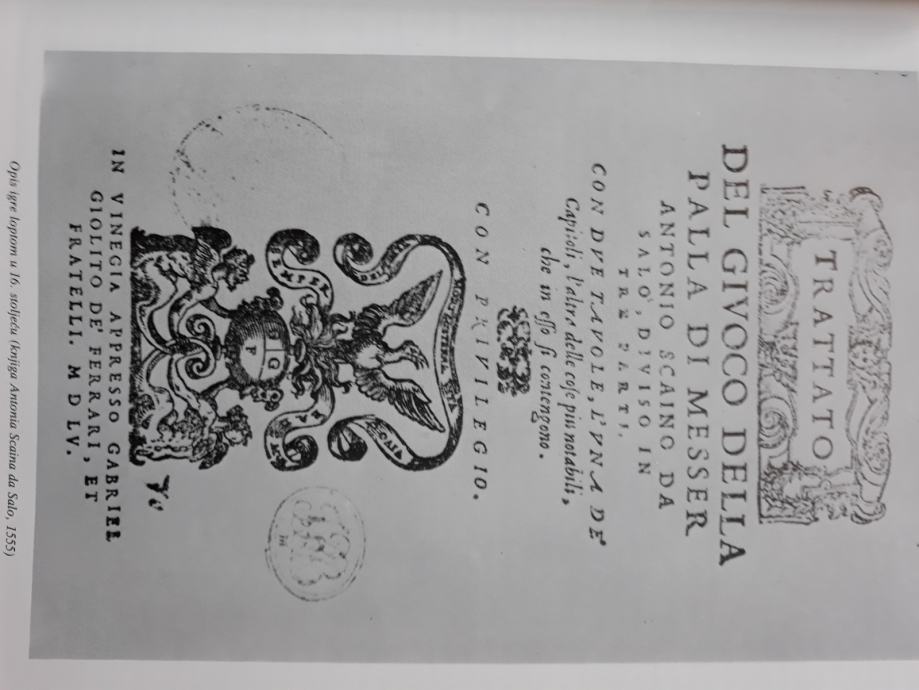 TRATTATO
DEL GIVOCO DELLA
PALLA DI MESSER
ANTONIO SCAINO DA
SALO', DIVISO IN
TRE PARTI.
CON DVE TAVOLE, L'VNA DE'
Capitoli, l'altra delle cose piu notabili,
che in esso si contengono.
CON PRIVILEGIO.
IN VINEGIA APPRESSO GABRIEL
GIOLITO DE' FERRARI, ET
FRATELLI. M D LV.
Opis igre loptom u 16. stoljeću (knjiga Antonia Scaina da Salo, 1555)